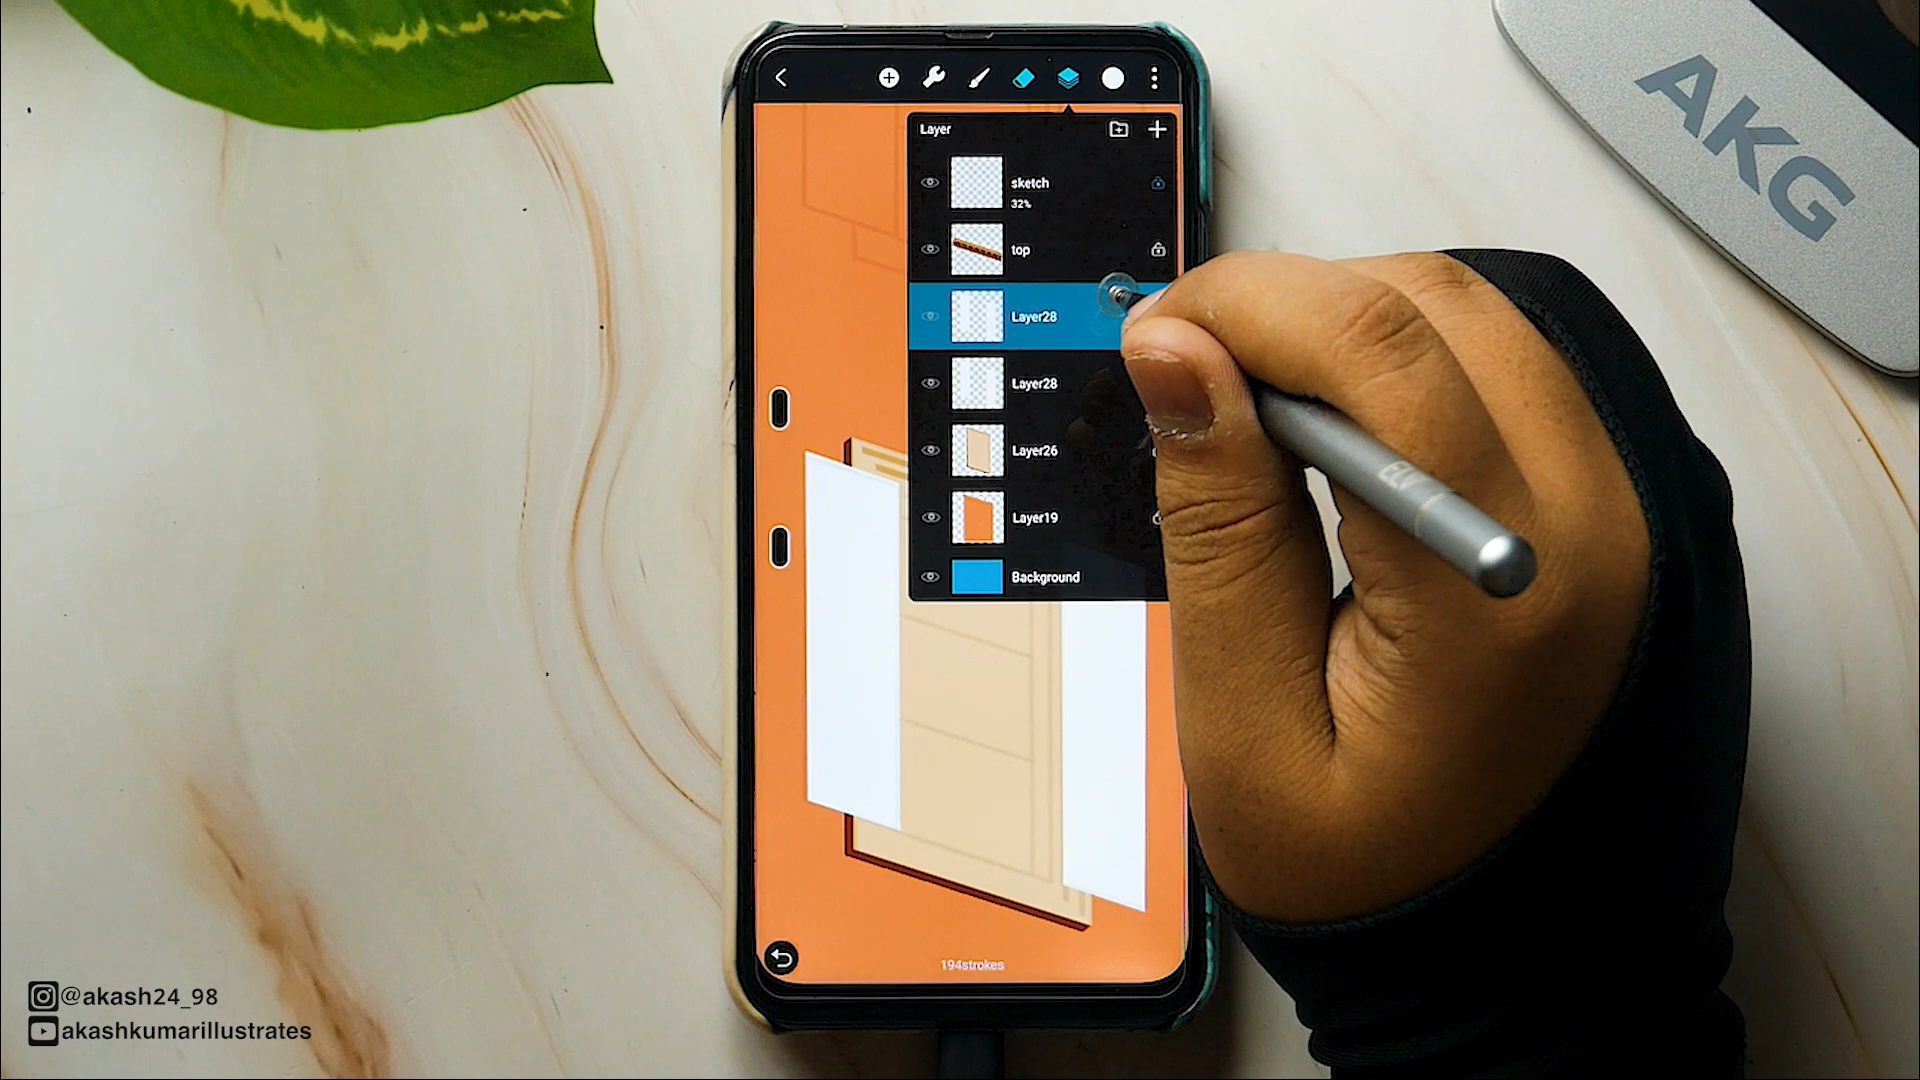 AKG
Layer
sketch
32%
top
Layer28
Layer28
Layer26
Layer19
Background
194strokes
@akash24_98
akashkumarillustrates